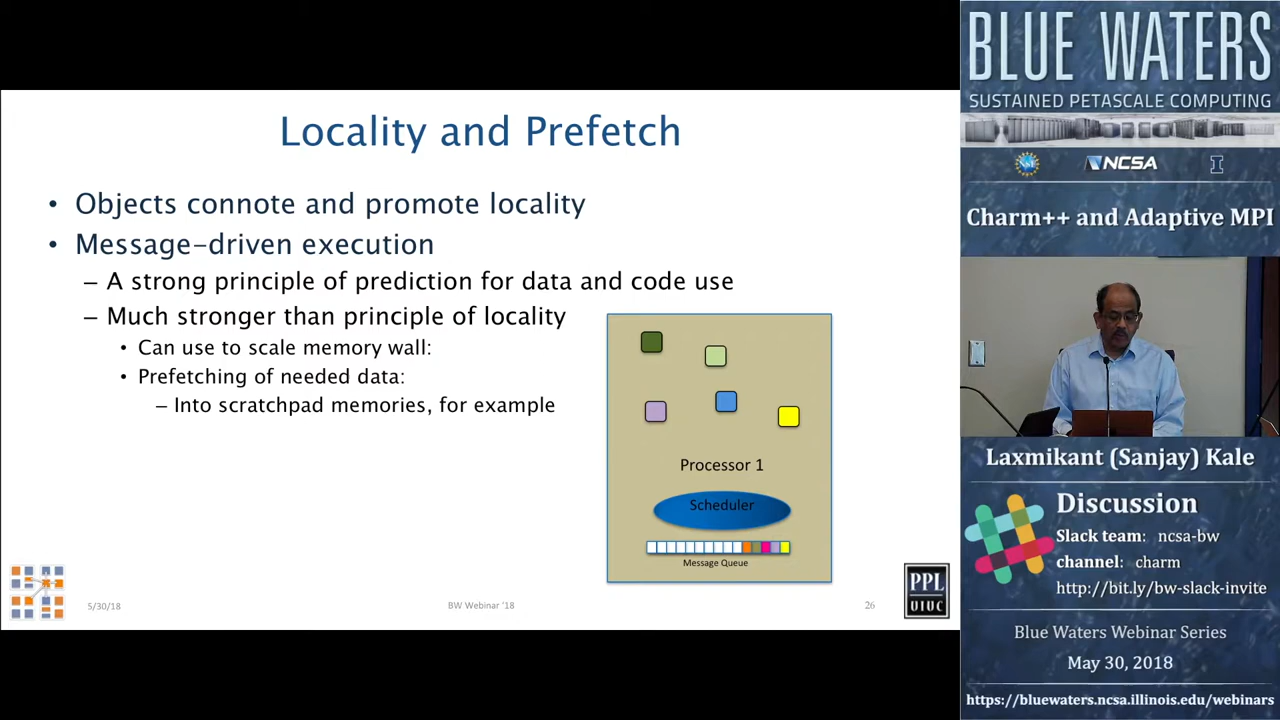 Locality and Prefetch
• Objects connote and promote locality
• Message-driven execution
– A strong principle of prediction for data and code use
– Much stronger than principle of locality
• Can use to scale memory wall:
• Prefetching of needed data:
– Into scratchpad memories, for example
Processor 1
Scheduler
Message Queue
5/30/18
BW Webinar '18
26
PPL
UIUC
BLUE WATERS
SUSTAINED PETASCALE COMPUTING
NSF
NCSA
I
Charm++ and Adaptive MPI
Laxmikant (Sanjay) Kale
Discussion
Slack team: ncsa-bw
channel: charm
http://bit.ly/bw-slack-invite
Blue Waters Webinar Series
May 30, 2018
https://bluewaters.ncsa.illinois.edu/webinars